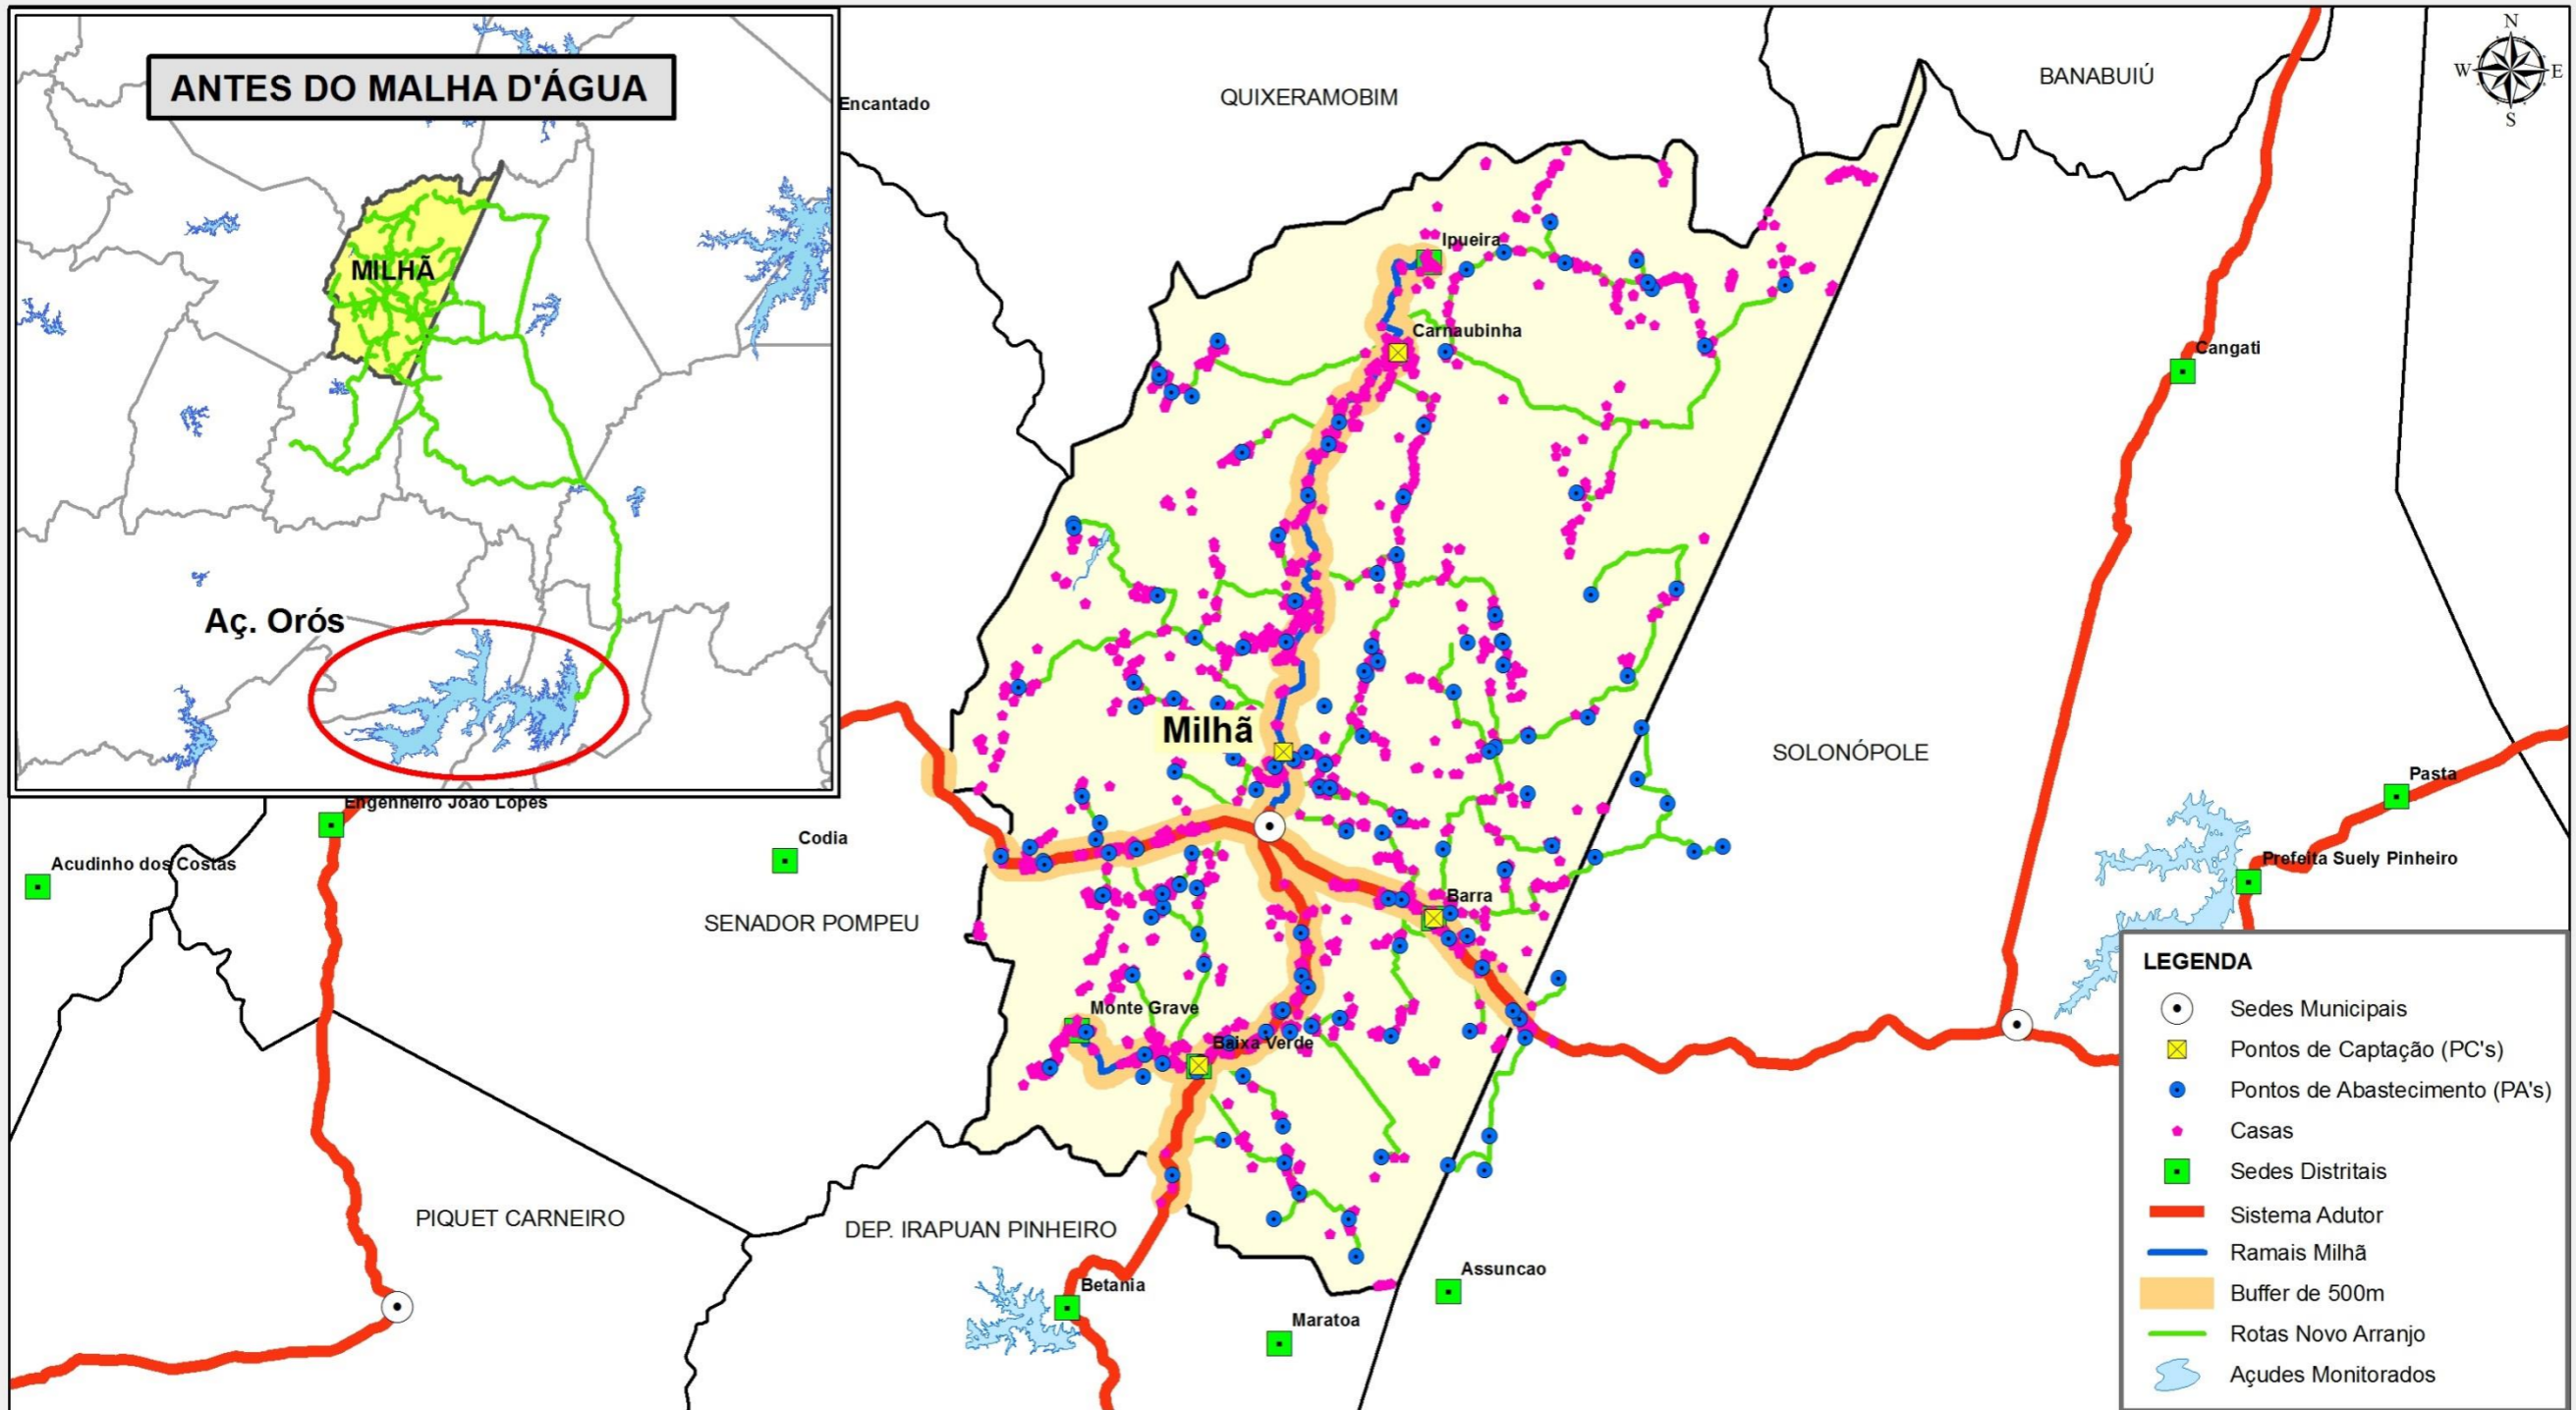 ANTES DO MALHA D'ÁGUA
MILHÃ
Aç. Orós
Encantado
QUIXERAMOBIM
BANABUIÚ
N
W
E
S
Ipueira
Carnaubinha
Cangati
Milhã
SOLONÓPOLE
Pasta
Engenheiro João Lopes
Codia
Acudinho dos Costas
Prefeita Suely Pinheiro
Barra
SENADOR POMPEU
Monte Grave
Baixa Verde
PIQUET CARNEIRO
DEP. IRAPUAN PINHEIRO
Betania
Assuncao
Maratoa
LEGENDA
Sedes Municipais
Pontos de Captação (PC's)
Pontos de Abastecimento (PA's)
Casas
Sedes Distritais
Sistema Adutor
Ramais Milhã
Buffer de 500m
Rotas Novo Arranjo
Açudes Monitorados